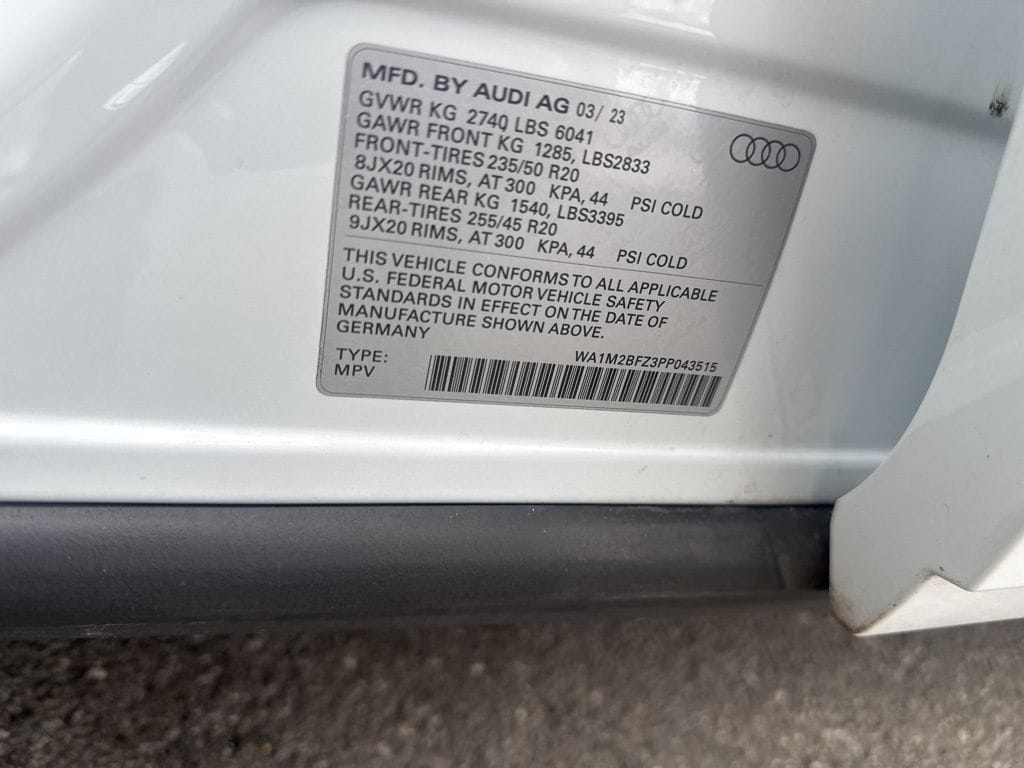 MFD. BY AUDI AG 03/ 23
GVWR KG 2740 LBS 6041
GAWR FRONT KG 1285, LBS2833
FRONT-TIRES 235/50 R20
8JX20 RIMS, AT 300 KPA, 44 PSI COLD
GAWR REAR KG 1540, LBS3395
REAR-TIRES 255/45 R20
9JX20 RIMS, AT 300 KPA, 44 PSI COLD
THIS VEHICLE CONFORMS TO ALL APPLICABLE
U.S. FEDERAL MOTOR VEHICLE SAFETY
STANDARDS IN EFFECT ON THE DATE OF
MANUFACTURE SHOWN ABOVE.
GERMANY
WA1M2BFZ3PP043515
TYPE:
MPV